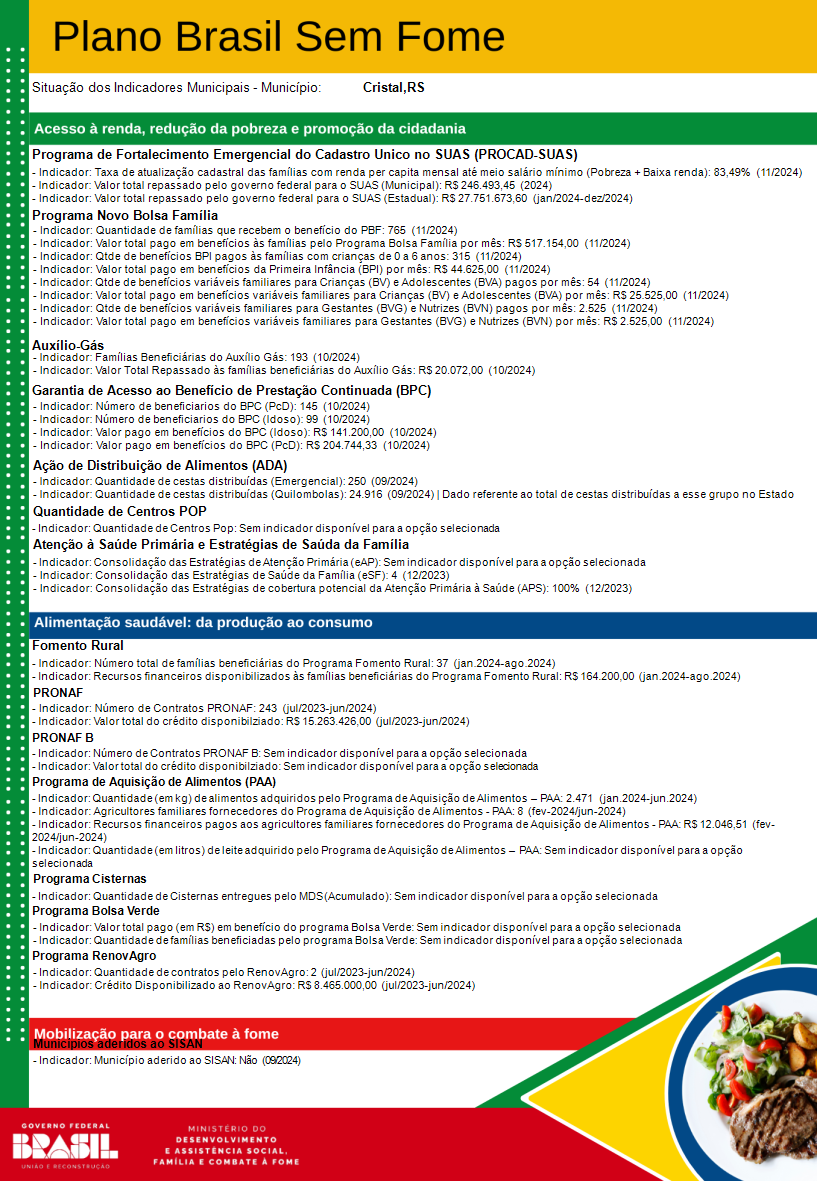 Plano Brasil Sem Fome
Situação dos Indicadores Municipais - Município: Cristal,RS
Acesso à renda, redução da pobreza e promoção da cidadania
Programa de Fortalecimento Emergencial do Cadastro Unico no SUAS (PROCAD-SUAS)
- Indicador: Taxa de atualização cadastral das famílias com renda per capita mensal até meio salário mínimo (Pobreza + Baixa renda): 83,49% (11/2024)
- Indicador: Valor total repassado pelo governo federal para o SUAS (Municipal): R$ 246.493,45 (2024)
- Indicador: Valor total repassado pelo governo federal para o SUAS (Estadual): R$ 27.751.673,60 (jan/2024-dez/2024)
Programa Novo Bolsa Família
- Indicador: Quantidade de famílias que recebem o benefício do PBF: 765 (11/2024)
- Indicador: Valor total pago em benefícios às famílias pelo Programa Bolsa Família por mês: R$ 517.154,00 (11/2024)
- Indicador: Qtde de benefícios BPI pagos às famílias com crianças de 0 a 6 anos: 315 (11/2024)
- Indicador: Valor total pago em benefícios da Primeira Infância (BPI) por mês: R$ 44.625,00 (11/2024)
- Indicador: Qtde de benefícios variáveis familiares para Crianças (BV) e Adolescentes (BVA) pagos por mês: 54 (11/2024)
- Indicador: Valor total pago em benefícios variáveis familiares para Crianças (BV) e Adolescentes (BVA) por mês: R$ 25.525,00 (11/2024)
- Indicador: Qtde de benefícios variáveis familiares para Gestantes (BVG) e Nutrizes (BVN) pagos por mês: 2.525 (11/2024)
- Indicador: Valor total pago em benefícios variáveis familiares para Gestantes (BVG) e Nutrizes (BVN) por mês: R$ 2.525,00 (11/2024)
Auxílio-Gás
- Indicador: Famílias Beneficiárias do Auxílio Gás: 193 (10/2024)
- Indicador: Valor Total Repassado às famílias beneficiárias do Auxílio Gás: R$ 20.072,00 (10/2024)
Garantia de Acesso ao Benefício de Prestação Continuada (BPC)
- Indicador: Número de beneficiarios do BPC (PcD): 145 (10/2024)
- Indicador: Número de beneficiarios do BPC (Idoso): 99 (10/2024)
- Indicador: Valor pago em benefícios do BPC (Idoso): R$ 141.200,00 (10/2024)
- Indicador: Valor pago em benefícios do BPC (PcD): R$ 204.744,33 (10/2024)
Ação de Distribuição de Alimentos (ADA)
- Indicador: Quantidade de cestas distribuídas (Emergencial): 250 (09/2024)
- Indicador: Quantidade de cestas distribuídas (Quilombolas): 24.916 (09/2024) | Dado referente ao total de cestas distribuídas a esse grupo no Estado
Quantidade de Centros POP
- Indicador: Quantidade de Centros Pop: Sem indicador disponível para a opção selecionada
Atenção à Saúde Primária e Estratégias de Saúda da Família
- Indicador: Consolidação das Estratégias de Atenção Primária (eAP): Sem indicador disponível para a opção selecionada
- Indicador: Consolidação das Estratégias de Saúde da Família (eSF): 4 (12/2023)
- Indicador: Consolidação das Estratégias de cobertura potencial da Atenção Primária à Saúde (APS): 100% (12/2023)
Alimentação saudável: da produção ao consumo
Fomento Rural
- Indicador: Número total de famílias beneficiárias do Programa Fomento Rural: 37 (jan.2024-ago.2024)
- Indicador: Recursos financeiros disponibilizados às famílias beneficiárias do Programa Fomento Rural: R$ 164.200,00 (jan.2024-ago.2024)
PRONAF
- Indicador: Número de Contratos PRONAF: 243 (jul/2023-jun/2024)
- Indicador: Valor total do crédito disponibilziado: R$ 15.263.426,00 (jul/2023-jun/2024)
PRONAF B
- Indicador: Número de Contratos PRONAF B: Sem indicador disponível para a opção selecionada
- Indicador: Valor total do crédito disponibilziado: Sem indicador disponível para a opção selecionada
Programa de Aquisição de Alimentos (PAA)
- Indicador: Quantidade (em kg) de alimentos adquiridos pelo Programa de Aquisição de Alimentos – PAA: 2.471 (jan.2024-jun.2024)
- Indicador: Agricultores familiares fornecedores do Programa de Aquisição de Alimentos - PAA: 8 (fev-2024/jun-2024)
- Indicador: Recursos financeiros pagos aos agricultores familiares fornecedores do Programa de Aquisição de Alimentos - PAA: R$ 12.046,51 (fev-
2024/jun-2024)
- Indicador: Quantidade (em litros) de leite adquirido pelo Programa de Aquisição de Alimentos – PAA: Sem indicador disponível para a opção
selecionada
Programa Cisternas
- Indicador: Quantidade de Cisternas entregues pelo MDS (Acumulado): Sem indicador disponível para a opção selecionada
Programa Bolsa Verde
- Indicador: Valor total pago (em R$) em benefício do programa Bolsa Verde: Sem indicador disponível para a opção selecionada
- Indicador: Quantidade de famílias beneficiadas pelo programa Bolsa Verde: Sem indicador disponível para a opção selecionada
Programa RenovAgro
- Indicador: Quantidade de contratos pelo RenovAgro: 2 (jul/2023-jun/2024)
- Indicador: Crédito Disponibilizado ao RenovAgro: R$ 8.465.000,00 (jul/2023-jun/2024)
Mobilização para o combate à fome
Municípios aderidos ao SISAN
- Indicador: Município aderido ao SISAN: Não (09/2024)
GOVERNO FEDERAL
BRASIL
UNIÃO E RECONSTRUÇÃO
MINISTÉRIO DO
DESENVOLVIMENTO
E ASSISTÊNCIA SOCIAL,
FAMÍLIA E COMBATE À FOME